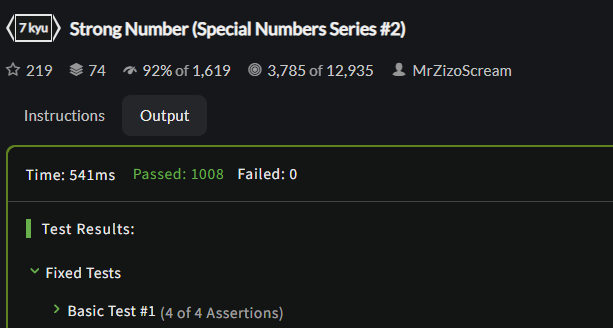 7 kyu Strong Number (Special Numbers Series #2)
219 74 92% of 1,619 3,785 of 12,935 MrZizoScream
Instructions Output
Time: 541ms Passed: 1008 Failed: 0
Test Results:
Fixed Tests
Basic Test #1 (4 of 4 Assertions)